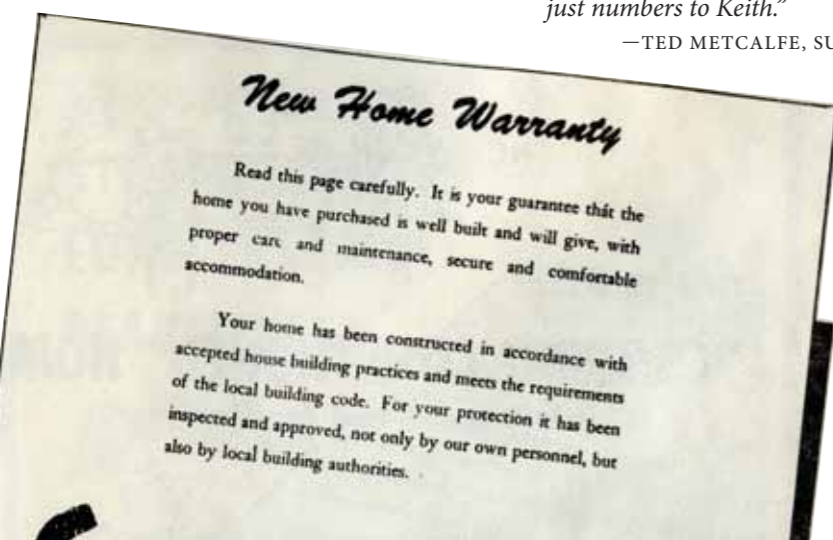 just numbers to Keith.”
—TED METCALFE, SU
New Home Warranty
Read this page carefully. It is your guarantee that the
home you have purchased is well built and will give, with
proper care and maintenance, secure and comfortable
accommodation.
Your home has been constructed in accordance with
accepted house building practices and meets the requirements
of the local building code. For your protection it has been
inspected and approved, not only by our own personnel, but
also by local building authorities.